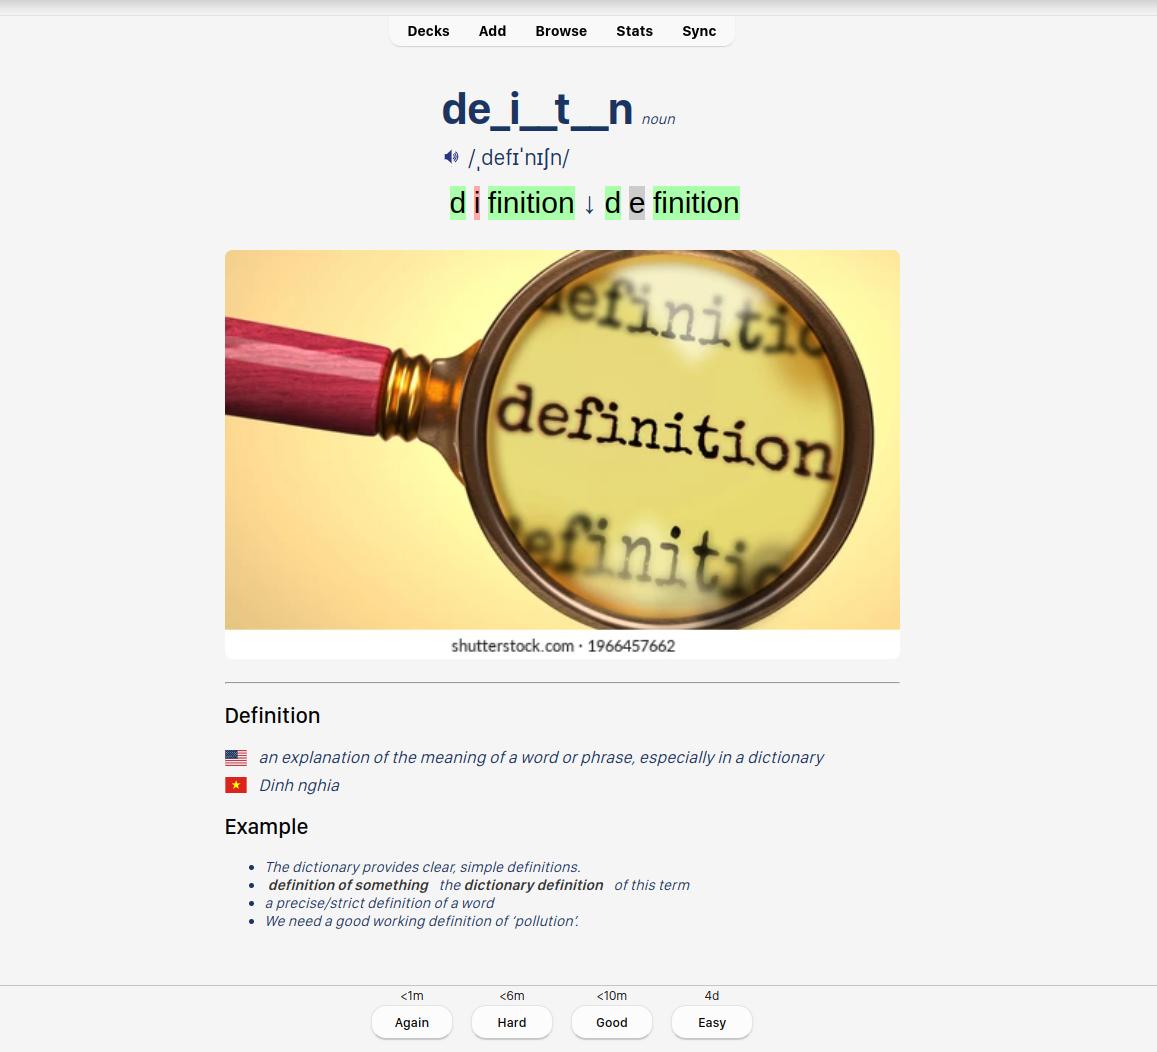 Decks Add Browse Stats Sync
de_i__t__n noun
/ˌdefɪˈnɪʃn/
d i finition ↓ d e finition
definitio
definition
definitio
shutterstock.com · 1966457662
Definition
an explanation of the meaning of a word or phrase, especially in a dictionary
Dinh nghia
Example
The dictionary provides clear, simple definitions.
definition of something the dictionary definition of this term
a precise/strict definition of a word
We need a good working definition of ‘pollution’.
<1m <6m <10m 4d
Again Hard Good Easy